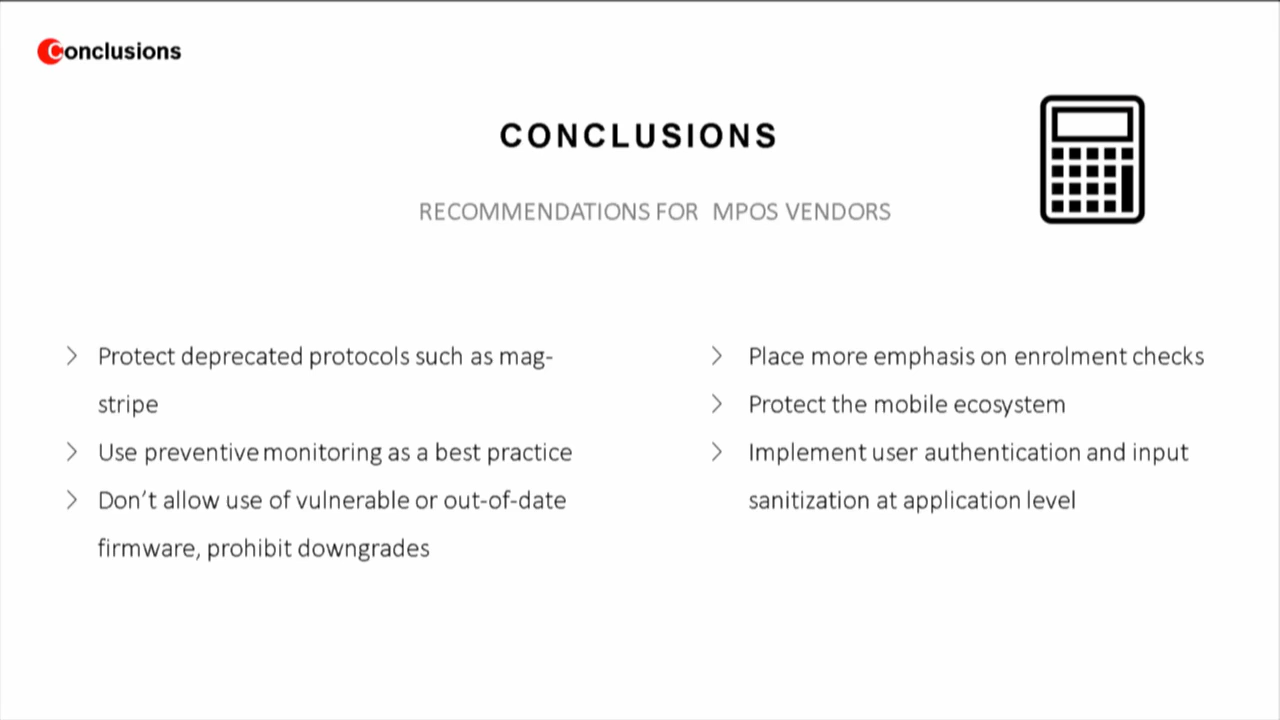 Conclusions
CONCLUSIONS
RECOMMENDATIONS FOR MPOS VENDORS
Protect deprecated protocols such as mag-
stripe
Use preventive monitoring as a best practice
Don’t allow use of vulnerable or out-of-date
firmware, prohibit downgrades
Place more emphasis on enrolment checks
Protect the mobile ecosystem
Implement user authentication and input
sanitization at application level